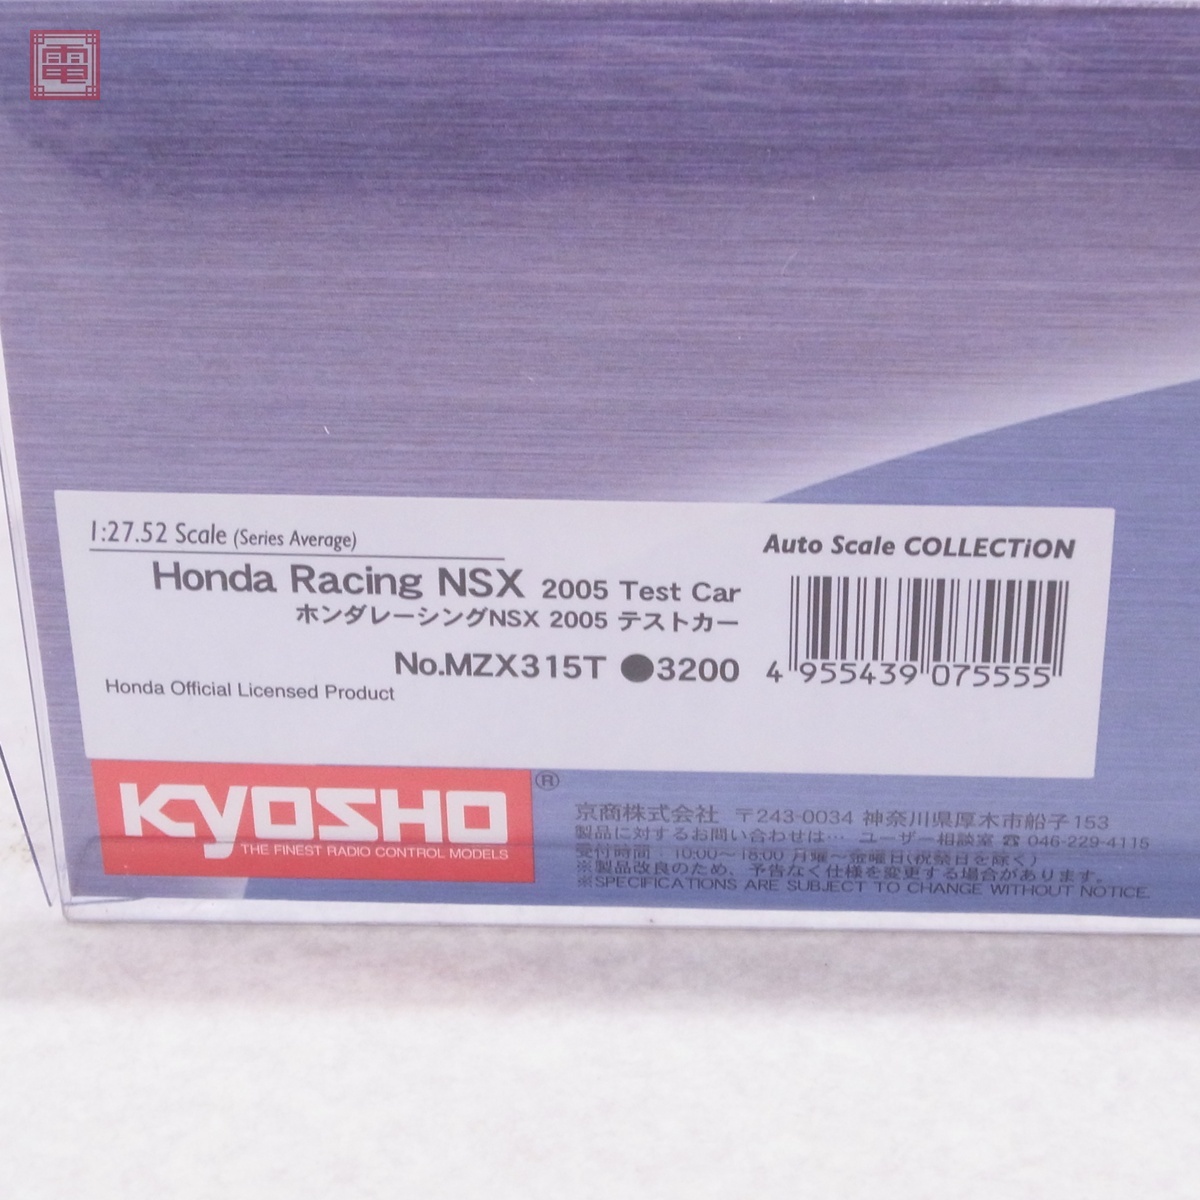 電
1:27.52 Scale (Series Average)
Honda Racing NSX 2005 Test Car
ホンダレーシングNSX 2005 テストカー
No.MZX315T ●3200
Honda Official Licensed Product
Auto Scale COLLECTiON
4 955439 075555
KYOSHO ®
THE FINEST RADIO CONTROL MODELS
京商株式会社 〒243-0034 神奈川県厚木市船子153
製品に対するお問い合わせは… ユーザー相談室 ☎ 046-229-4115
受付時間：10:00～18:00 月曜～金曜日(祝祭日を除く)
※製品改良のため、予告なく仕様を変更する場合があります。
※SPECIFICATIONS ARE SUBJECT TO CHANGE WITHOUT NOTICE.